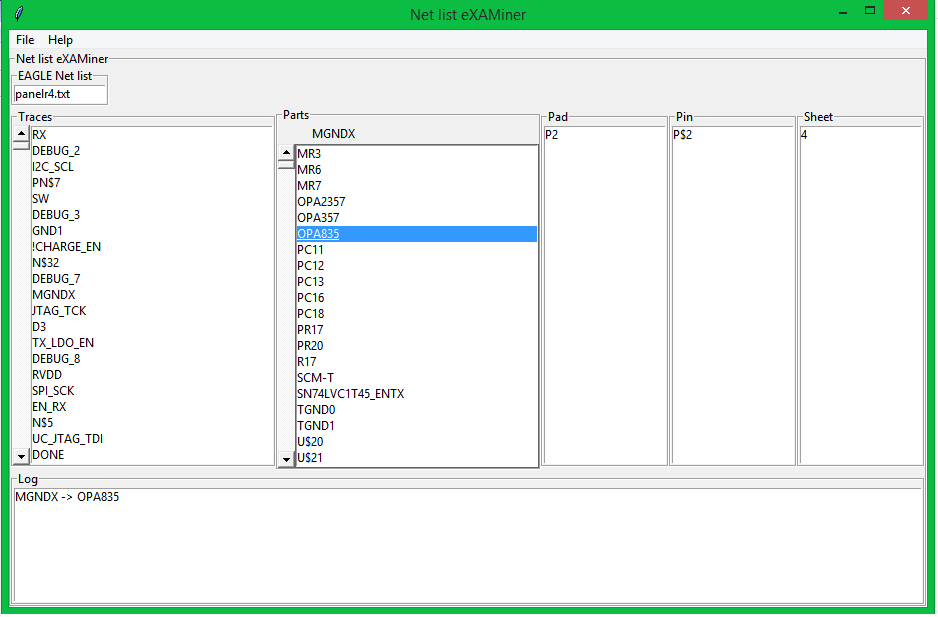 Net list eXAMiner
File Help
Net list eXAMiner
EAGLE Net list
panelr4.txt
Traces
RX
DEBUG_2
I2C_SCL
PN$7
SW
DEBUG_3
GND1
!CHARGE_EN
N$32
DEBUG_7
MGNDX
JTAG_TCK
D3
TX_LDO_EN
DEBUG_8
RVDD
SPI_SCK
EN_RX
N$5
UC_JTAG_TDI
DONE
Parts
MGNDX
MR3
MR6
MR7
OPA2357
OPA357
OPA835
PC11
PC12
PC13
PC16
PC18
PR17
PR20
R17
SCM-T
SN74LVC1T45_ENTX
TGND0
TGND1
U$20
U$21
Pad
P2
Pin
P$2
Sheet
4
Log
MGNDX -> OPA835